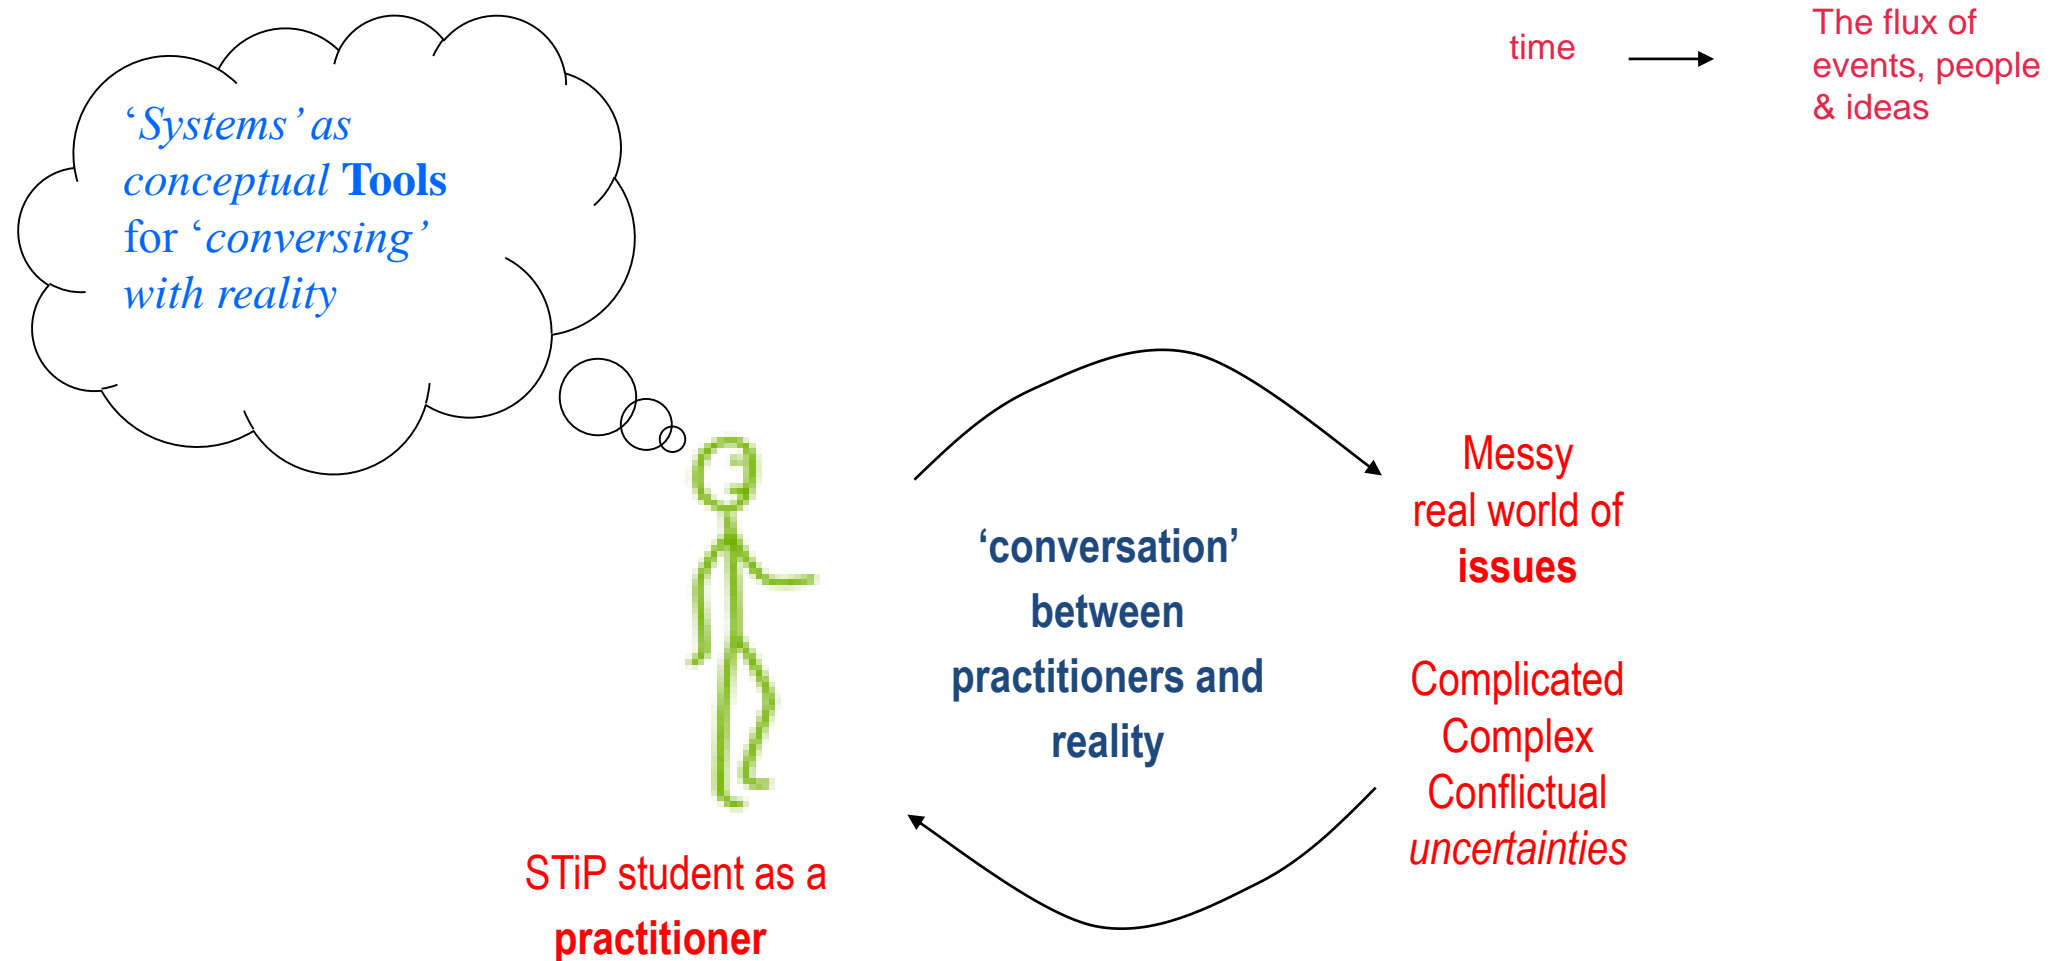 ‘Systems’ as
conceptual Tools
for ‘conversing’
with reality
time
The flux of
events, people
& ideas
‘conversation’
between
practitioners and
reality
Messy
real world of
issues
Complicated
Complex
Conflictual
uncertainties
STiP student as a
practitioner